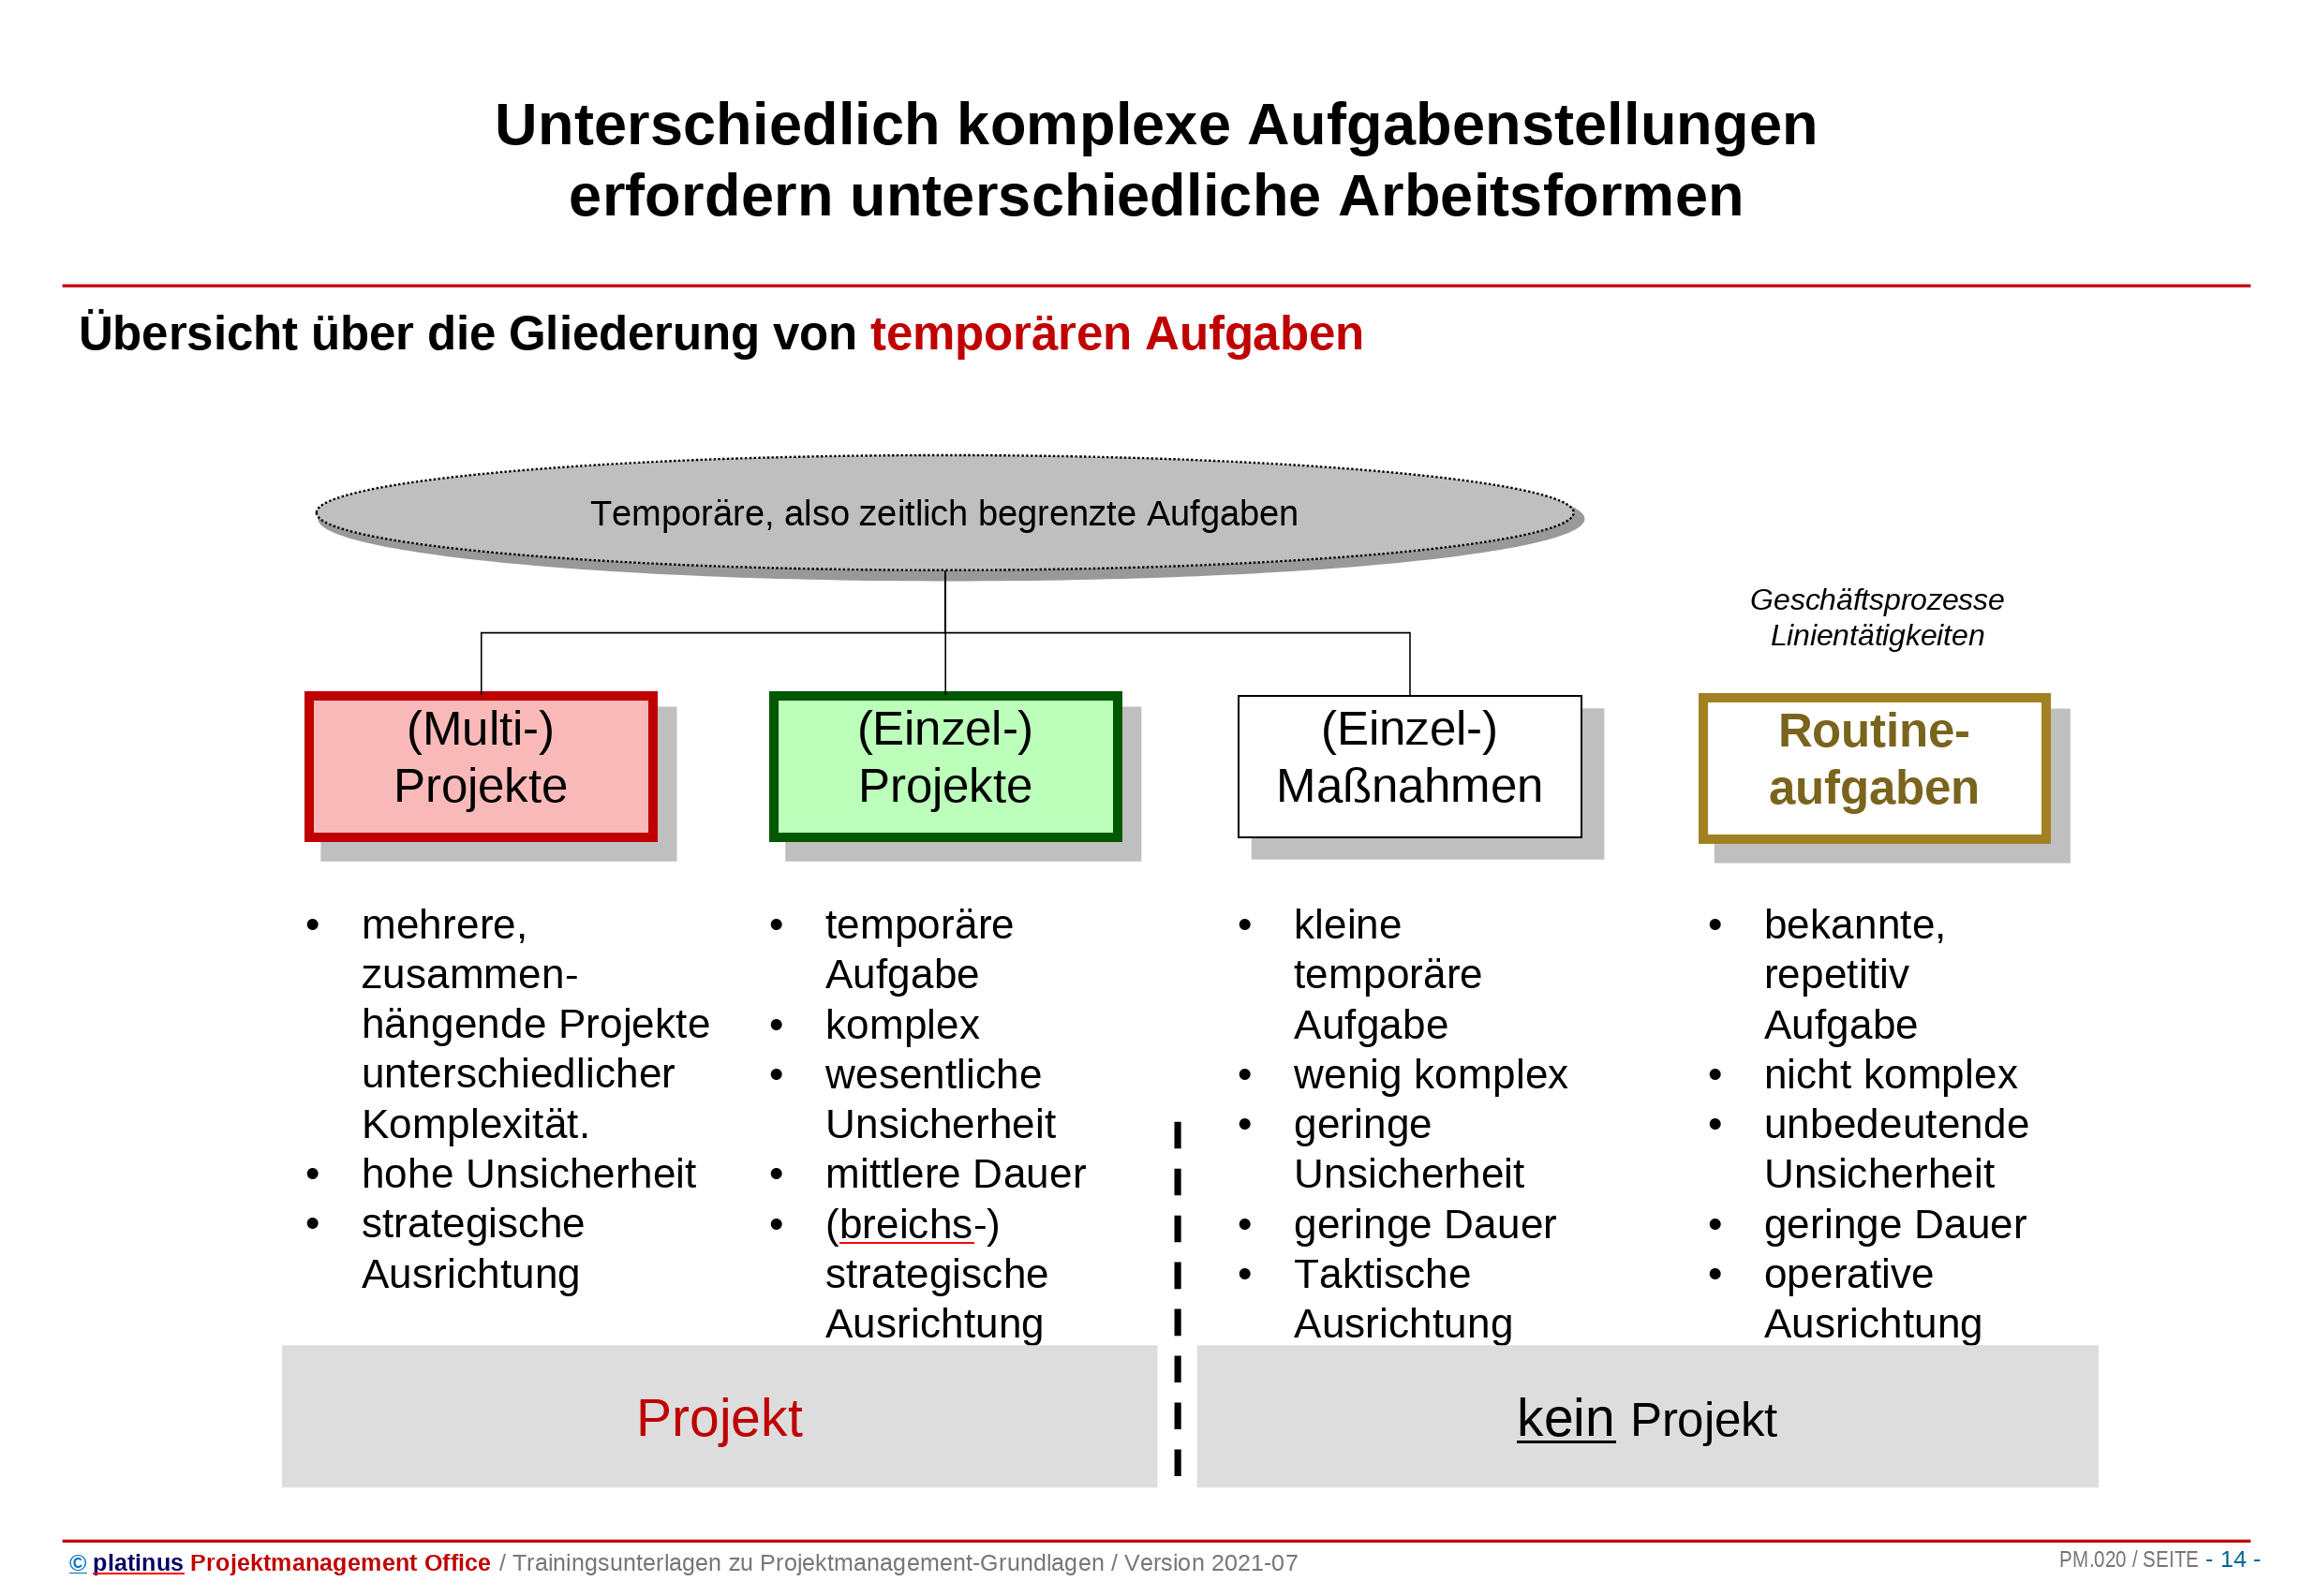 Unterschiedlich komplexe Aufgabenstellungen
erfordern unterschiedliche Arbeitsformen
Übersicht über die Gliederung von temporären Aufgaben
Temporäre, also zeitlich begrenzte Aufgaben
Geschäftsprozesse
Linientätigkeiten
(Multi-)
Projekte
(Einzel-)
Projekte
(Einzel-)
Maßnahmen
Routine-
aufgaben
• mehrere,
zusammen-
hängende Projekte
unterschiedlicher
Komplexität.
• hohe Unsicherheit
• strategische
Ausrichtung
• temporäre
Aufgabe
• komplex
• wesentliche
Unsicherheit
• mittlere Dauer
• (breichs-)
strategische
Ausrichtung
• kleine
temporäre
Aufgabe
• wenig komplex
• geringe
Unsicherheit
• geringe Dauer
• Taktische
Ausrichtung
• bekannte,
repetitiv
Aufgabe
• nicht komplex
• unbedeutende
Unsicherheit
• geringe Dauer
• operative
Ausrichtung
Projekt
kein Projekt
© platinus Projektmanagement Office / Trainingsunterlagen zu Projektmanagement-Grundlagen / Version 2021-07
PM.020 / SEITE - 14 -